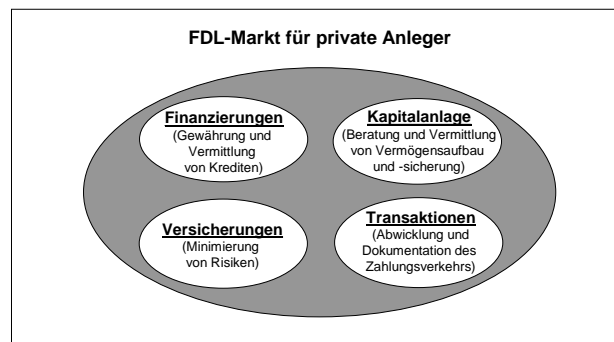 FDL-Markt für private Anleger
Finanzierungen
(Gewährung und
Vermittlung
von Krediten)
Kapitalanlage
(Beratung und Vermittlung
von Vermögensaufbau
und -sicherung)
Versicherungen
(Minimierung
von Risiken)
Transaktionen
(Abwicklung und
Dokumentation des
Zahlungsverkehrs)